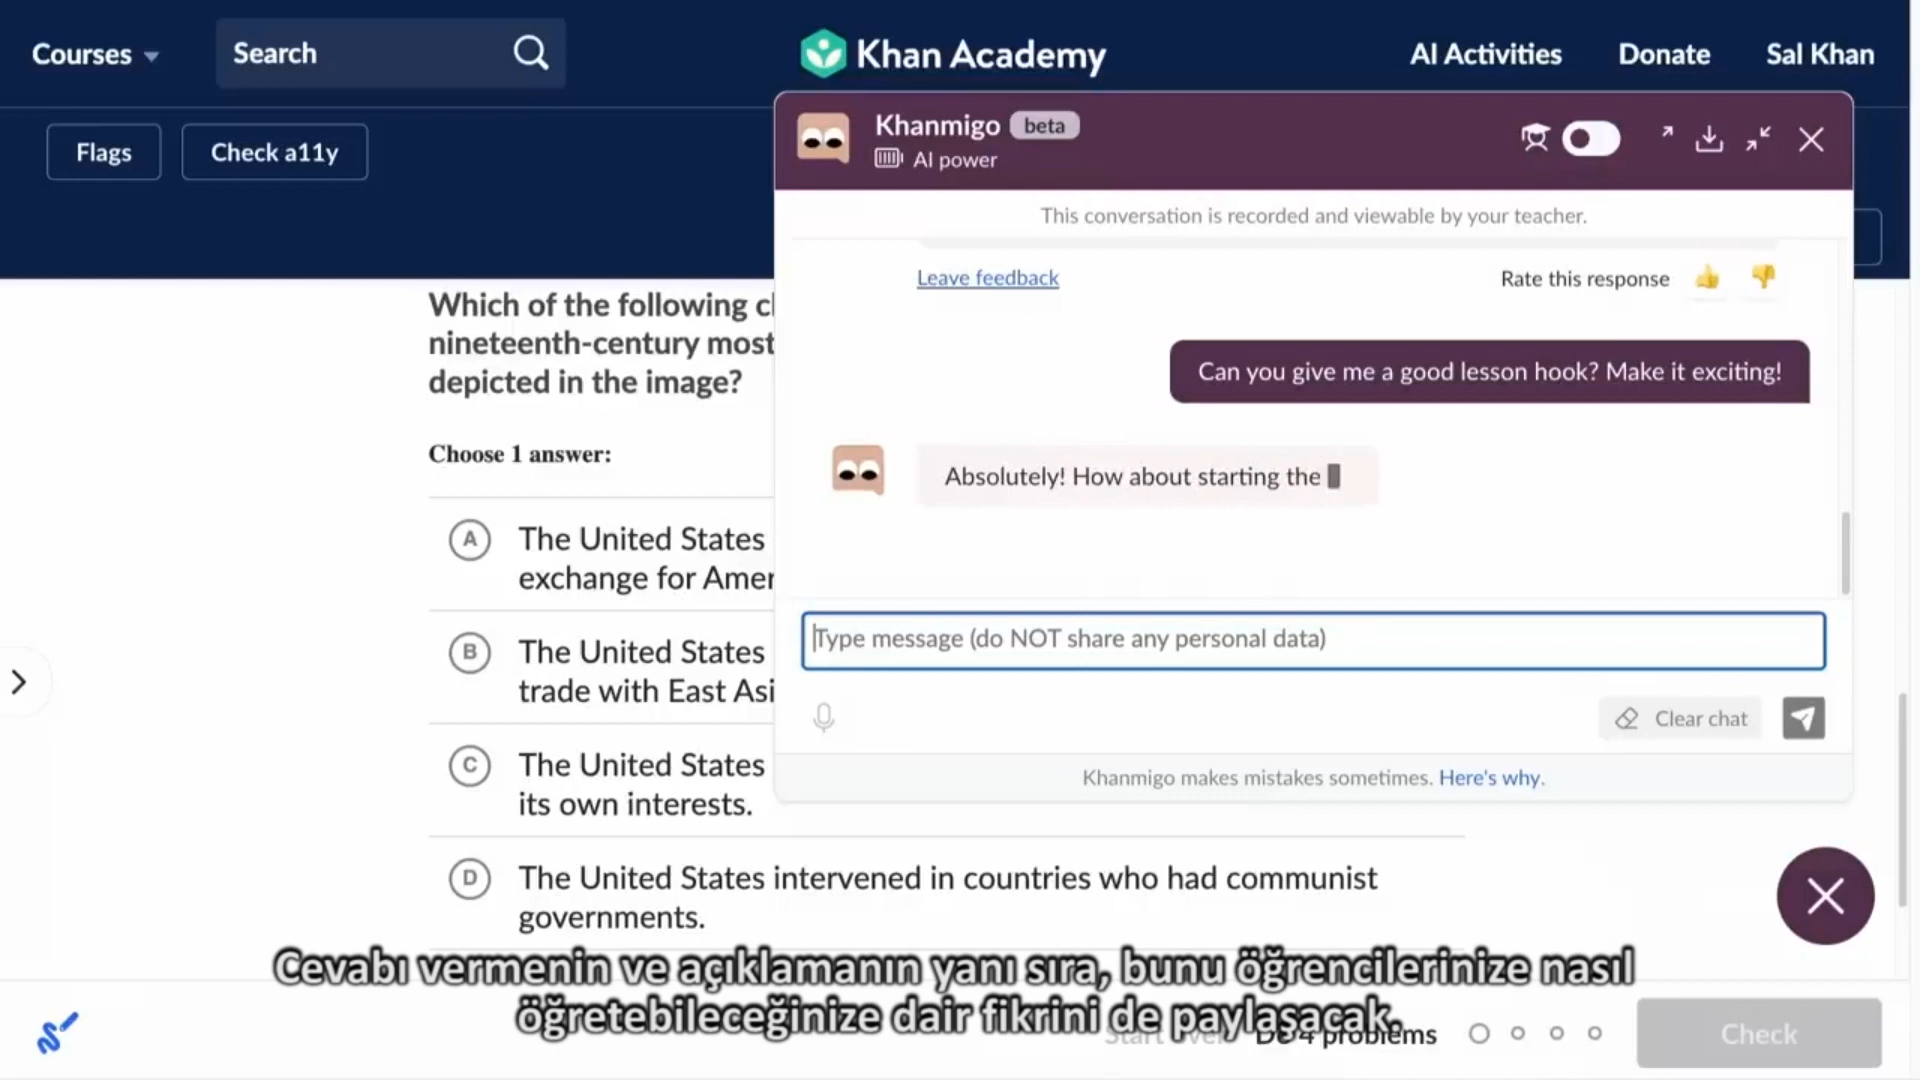 Courses
Search
Khan Academy
AI Activities
Donate
Sal Khan
Flags
Check a11y
Khanmigo beta
AI power
This conversation is recorded and viewable by your teacher.
Leave feedback
Rate this response
Can you give me a good lesson hook? Make it exciting!
Absolutely! How about starting the
Type message (do NOT share any personal data)
Clear chat
Khanmigo makes mistakes sometimes. Here's why.
Which of the following
nineteenth-century most
depicted in the image?
Choose 1 answer:
A
The United States
exchange for
B
The United States
trade with East
C
The United States
its own interests.
D
The United States intervened in countries who had communist
governments.
Cevabı vermenin ve açıklamanın yanı sıra, bunu öğrencilerinize nasıl
öğretebileceğinize dair fikrini de paylaşacak.
Start over
4 problems
Check